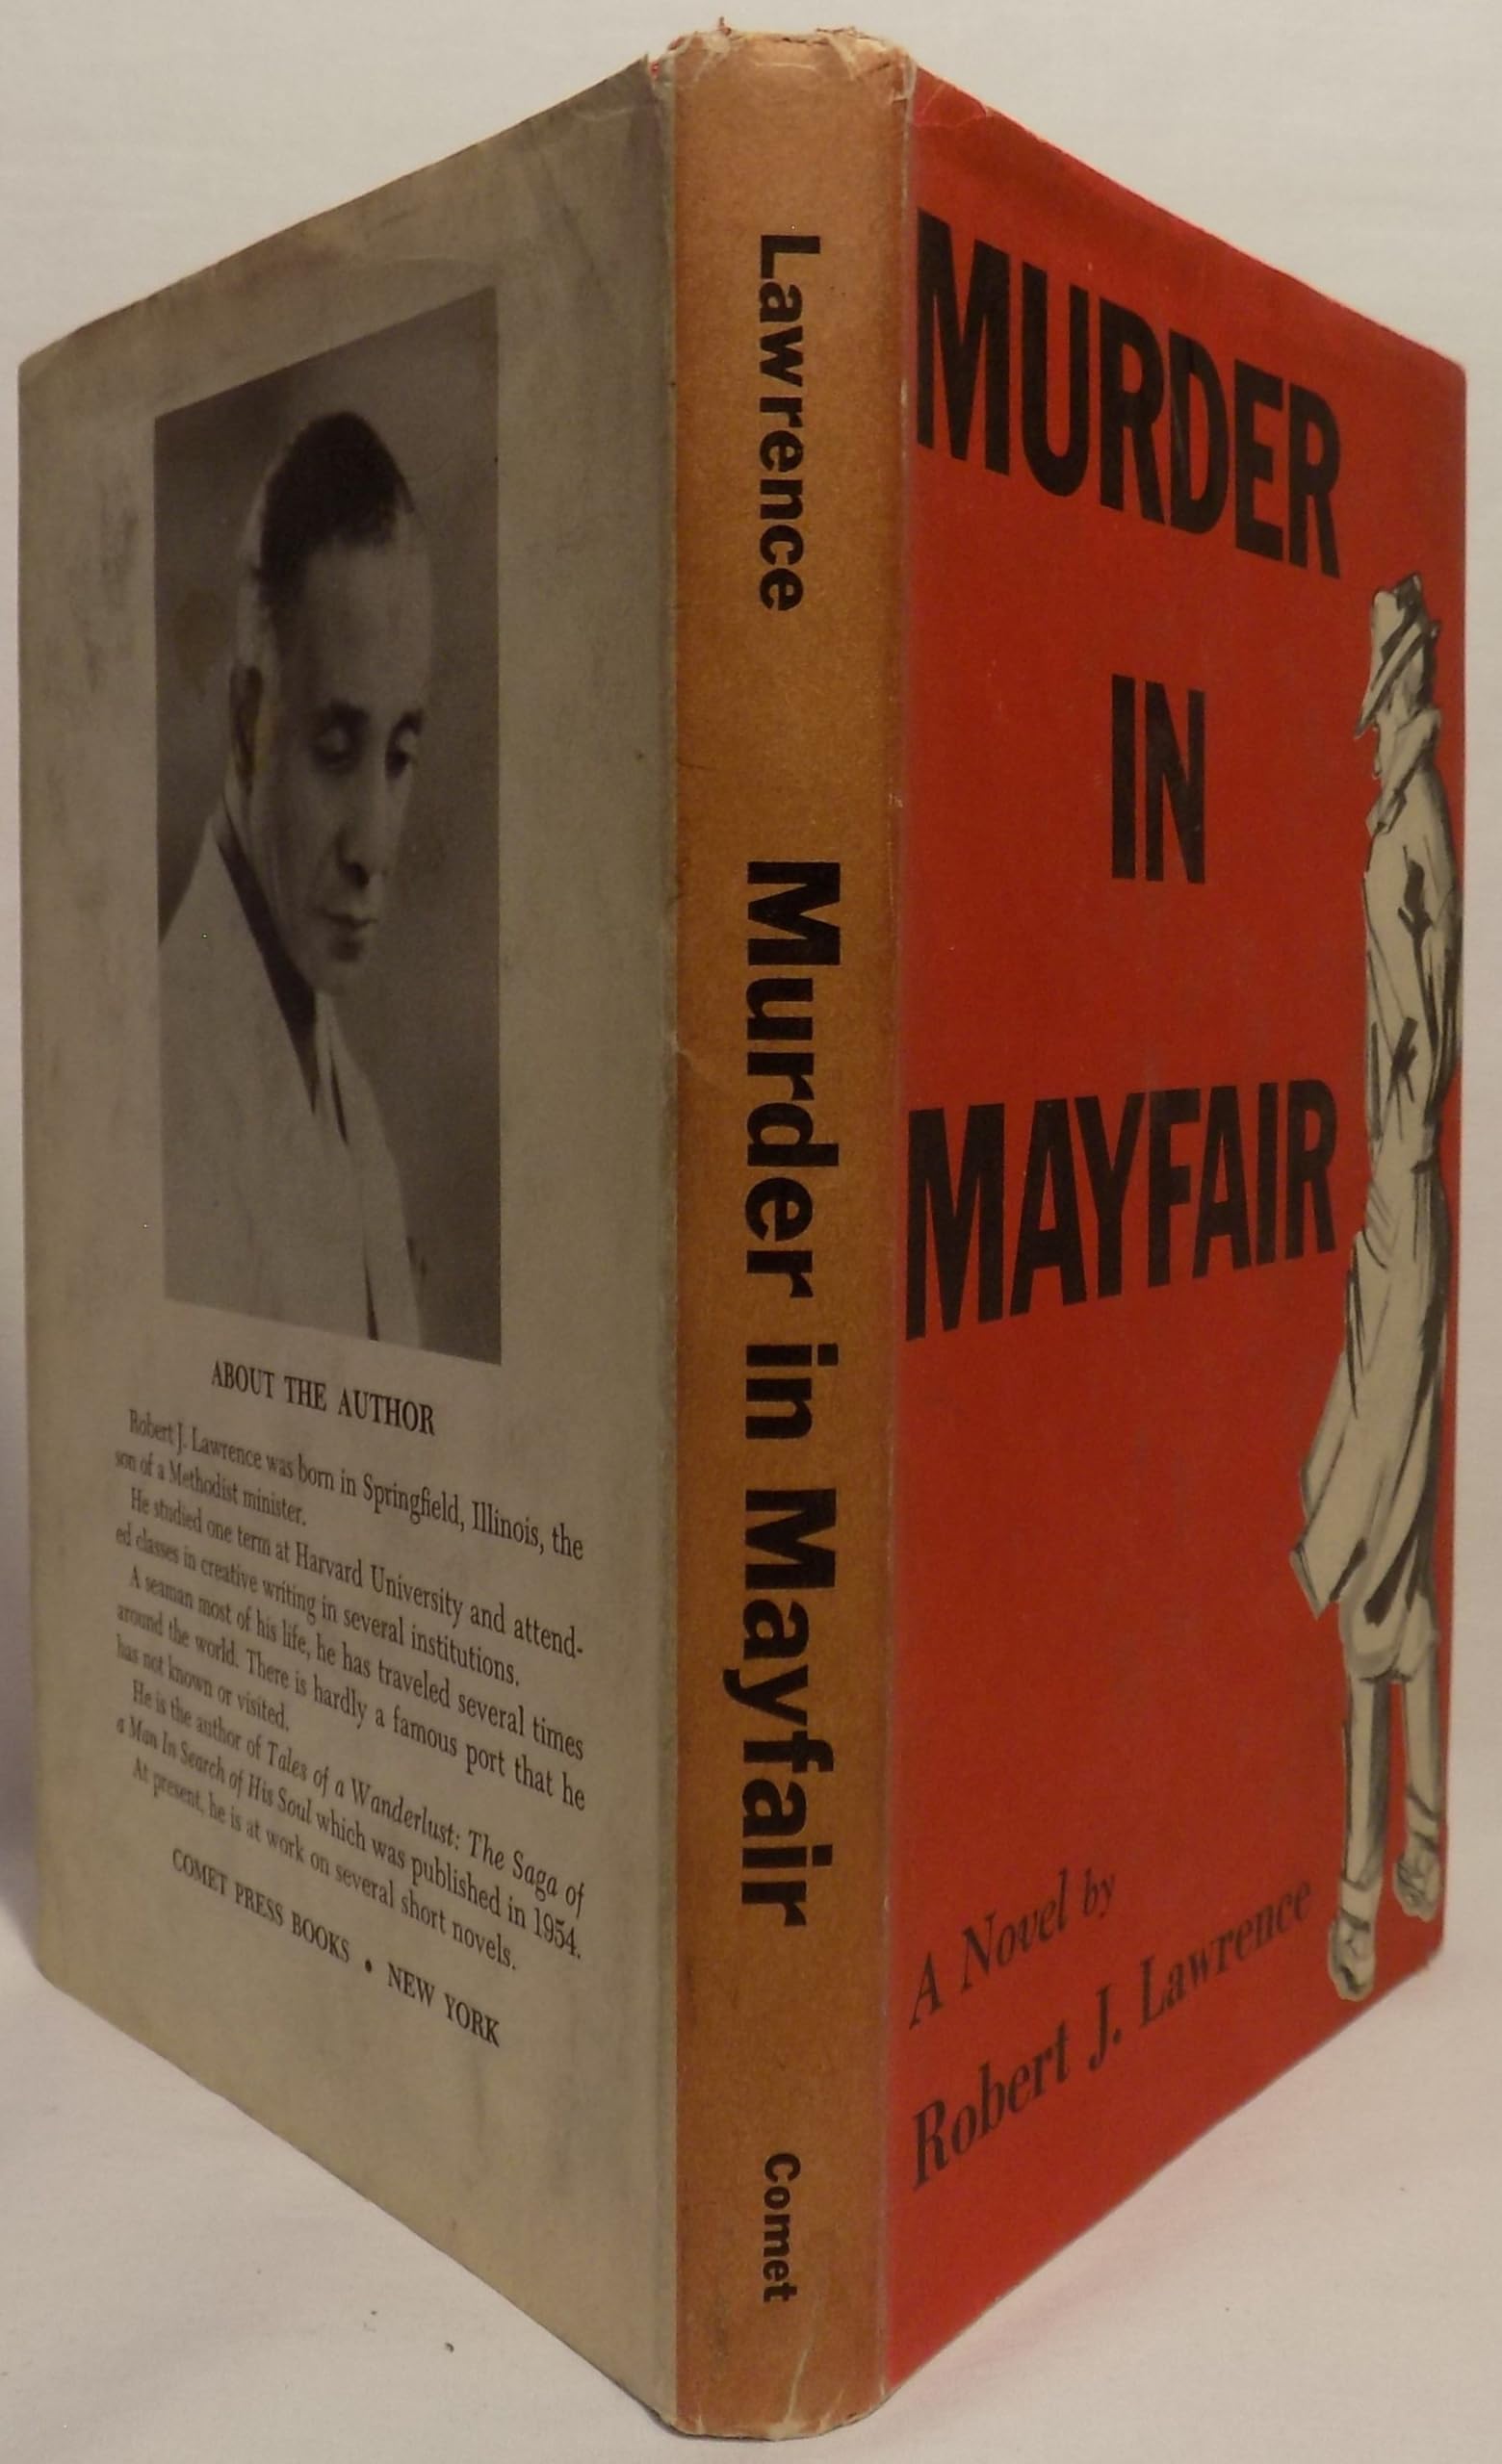 ABOUT THE AUTHOR
Robert J. Lawrence was born in Springfield, Illinois, the
son of a Methodist minister.
He studied one term at Harvard University and attend-
ed classes in creative writing in several institutions.
A seaman most of his life, he has traveled several times
around the world. There is hardly a famous port that he
has not known or visited.
He is the author of Tales of a Wanderlust: The Saga of
a Man In Search of His Soul which was published in 1954.
At present, he is at work on several short novels.
COMET PRESS BOOKS • NEW YORK
Lawrence
Murder in Mayfair
Comet
MURDER
IN
MAYFAIR
A Novel by
Robert J. Lawrence